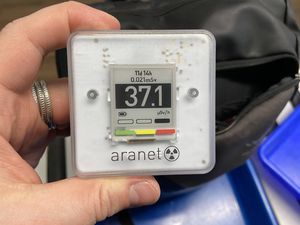 11d 14h
0.021mSv
37.1
µSv/h
aranet